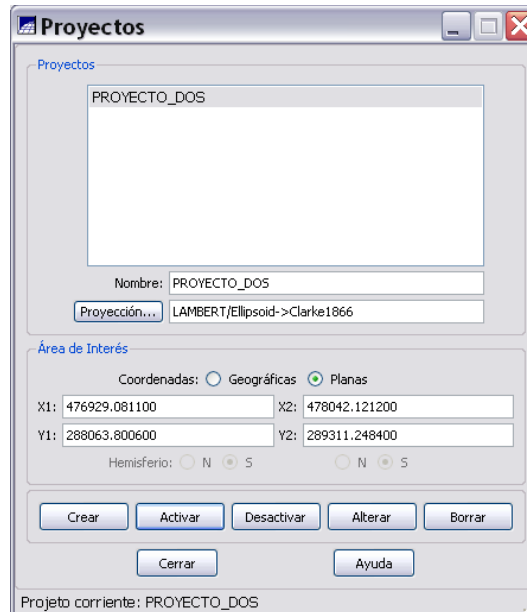 Proyectos
Proyectos
PROYECTO_DOS
Nombre: PROYECTO_DOS
Proyección... LAMBERT/Ellipsoid->Clarke1866
Área de Interés
Coordenadas: Geográficas Planas
X1: 476929.081100 X2: 478042.121200
Y1: 288063.800600 Y2: 289311.248400
Hemisferio: N S N S
Crear Activar Desactivar Alterar Borrar
Cerrar Ayuda
Projeto corriente: PROYECTO_DOS